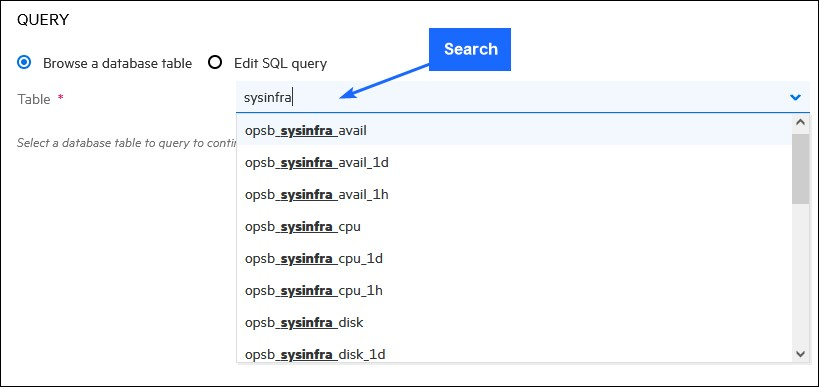 QUERY
Search
Browse a database table
Edit SQL query
Table *
sysinfra
Select a database table to query to contin
opsb_sysinfra_avail
opsb_sysinfra_avail_1d
opsb_sysinfra_avail_1h
opsb_sysinfra_cpu
opsb_sysinfra_cpu_1d
opsb_sysinfra_cpu_1h
opsb_sysinfra_disk
opsb_sysinfra_disk_1d